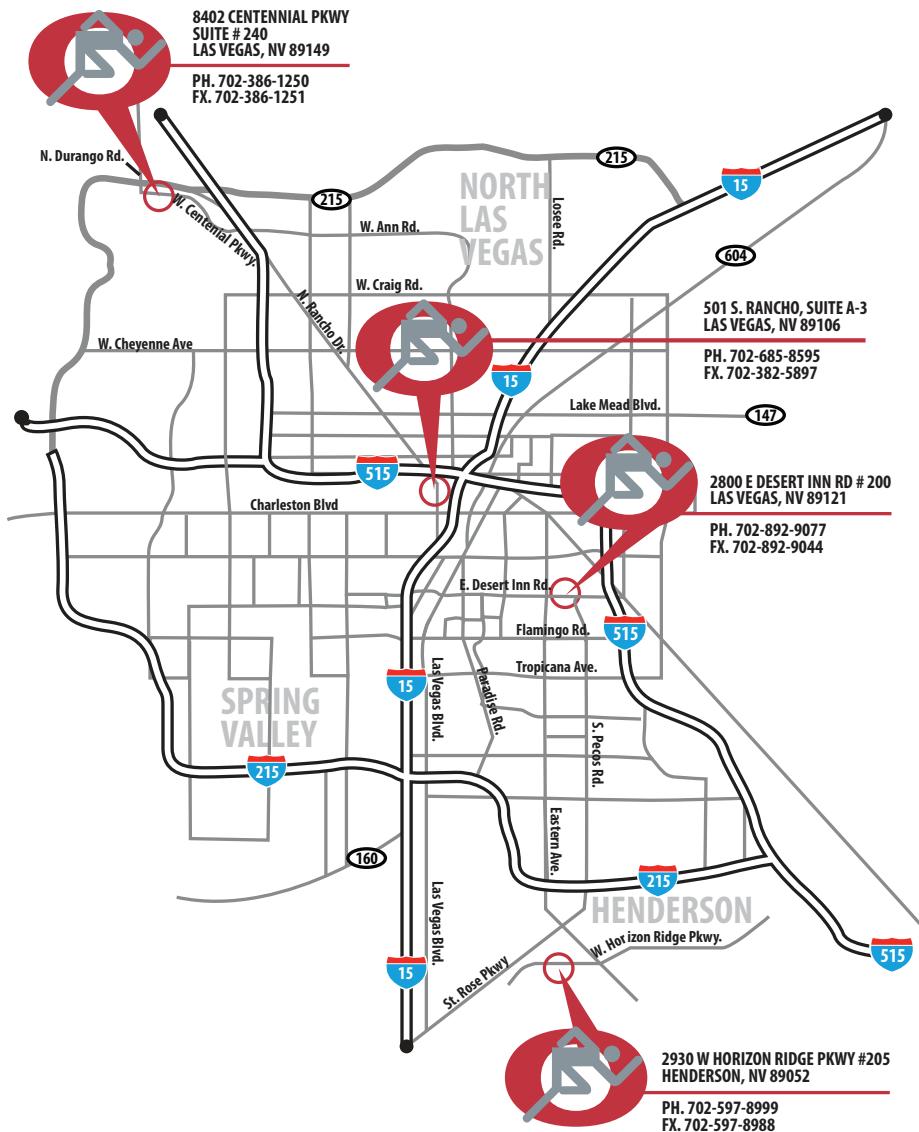 8402 CENTENNIAL PKWY
SUITE # 240
LAS VEGAS, NV 89149
PH. 702-386-1250
FX. 702-386-1251
N. Durango Rd.
215
215
15
NORTH
LAS
VEGAS
Losee Rd.
W. Centenial Pkwy.
W. Ann Rd.
604
W. Craig Rd.
N. Rancho Dr.
501 S. RANCHO, SUITE A-3
LAS VEGAS, NV 89106
PH. 702-685-8595
FX. 702-382-5897
W. Cheyenne Ave
15
Lake Mead Blvd.
147
515
Charleston Blvd
2800 E DESERT INN RD # 200
LAS VEGAS, NV 89121
PH. 702-892-9077
FX. 702-892-9044
E. Desert Inn Rd.
Flamingo Rd.
515
Tropicana Ave.
15
Las Vegas Blvd.
Paradise Rd.
SPRING
VALLEY
S. Pecos Rd.
215
Eastern Ave.
160
215
Las Vegas Blvd.
HENDERSON
W. Horizon Ridge Pkwy.
515
15
St. Rose Pkwy
2930 W HORIZON RIDGE PKWY #205
HENDERSON, NV 89052
PH. 702-597-8999
FX. 702-597-8988